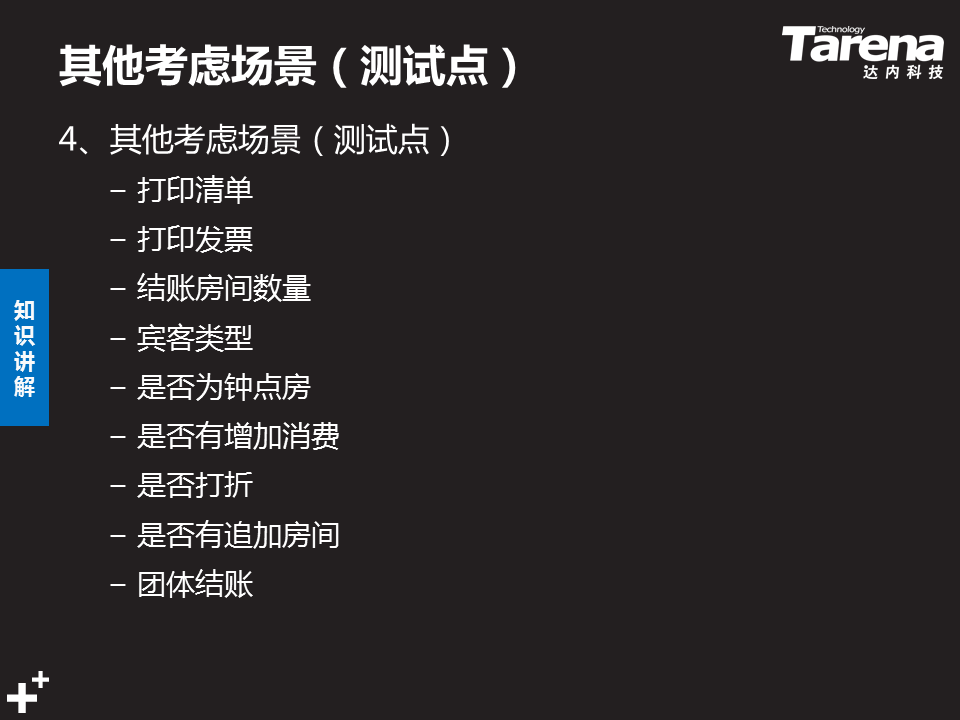 其他考虑场景（测试点）
Technology
Tarena
达内科技
4、其他考虑场景（测试点）
– 打印清单
– 打印发票
– 结账房间数量
– 宾客类型
– 是否为钟点房
– 是否有增加消费
– 是否打折
– 是否有追加房间
– 团体结账
知识讲解